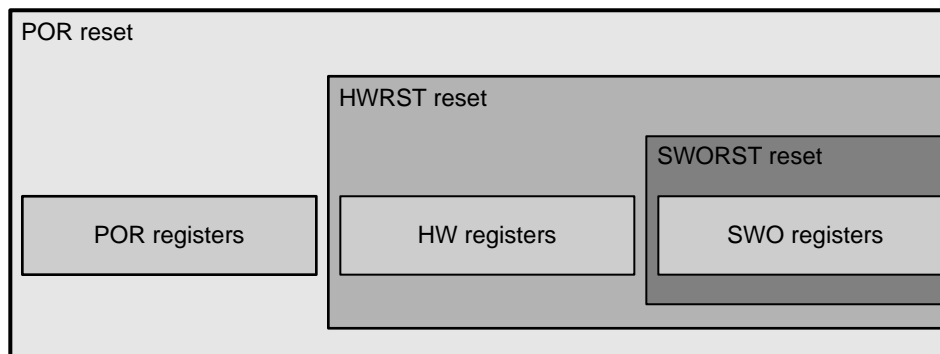 POR reset
HWRST reset
SWORST reset
POR registers
HW registers
SWO registers